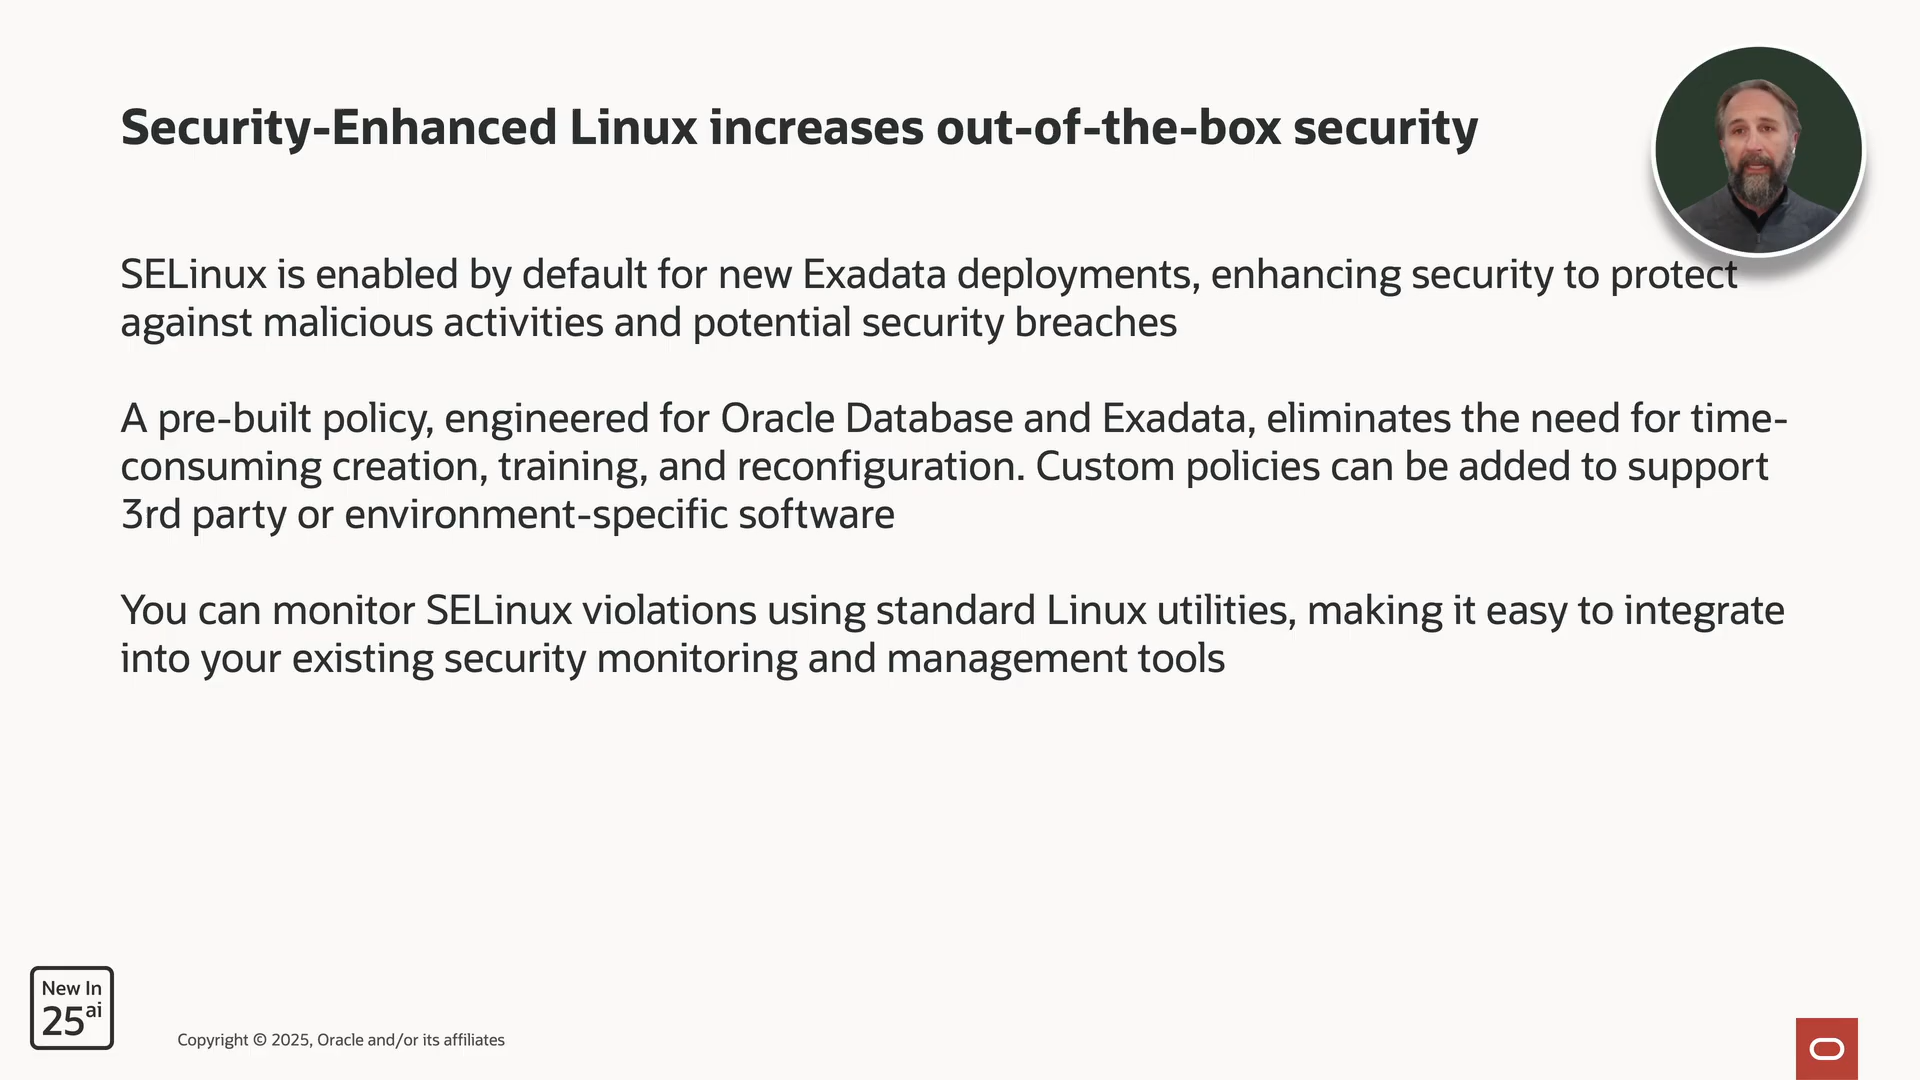 Security-Enhanced Linux increases out-of-the-box security
SELinux is enabled by default for new Exadata deployments, enhancing security to protect
against malicious activities and potential security breaches
A pre-built policy, engineered for Oracle Database and Exadata, eliminates the need for time-
consuming creation, training, and reconfiguration. Custom policies can be added to support
3rd party or environment-specific software
You can monitor SELinux violations using standard Linux utilities, making it easy to integrate
into your existing security monitoring and management tools
New In
25ai
Copyright © 2025, Oracle and/or its affiliates